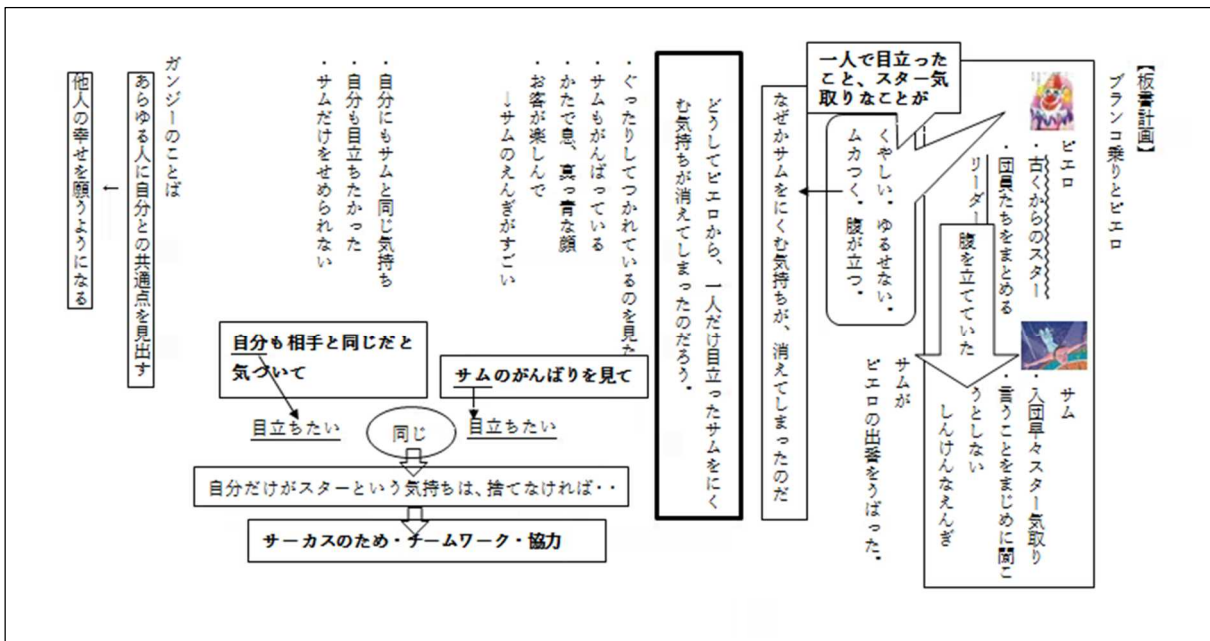 【板書計画】
ブランコ乗りとピエロ
ピエロ
・古くからのスター
・団員たちをまとめる
リーダー
腹を立てていた
サム
・入団早々スター気取り
・言うことをまじめに聞こ
うとしない
しんけんなえんぎ
サムが
ピエロの出番をうばった。
一人で目立った
こと、スター気
取りなことが
くやしい。ゆるせない。
ムカつく。腹が立つ。
なぜかサムをにくむ気持ちが、消えてしまったのだ
どうしてピエロから、一人だけ目立ったサムをにく
む気持ちが消えてしまったのだろう。
・ぐったりしてつかれているのを見た
・サムもがんばっている
・かたで息、真っ青な顔
・お客が楽しんで
→サムのえんぎがすごい
・自分にもサムと同じ気持ち
・自分も目立ちたかった
・サムだけをせめられない
サムのがんばりを見て
自分も相手と同じだと
気づいて
目立ちたい
同じ
目立ちたい
自分だけがスターという気持ちは、捨てなければ・・
サーカスのため・チームワーク・協力
ガンジーのことば
あらゆる人に自分との共通点を見出す
他人の幸せを願うようになる